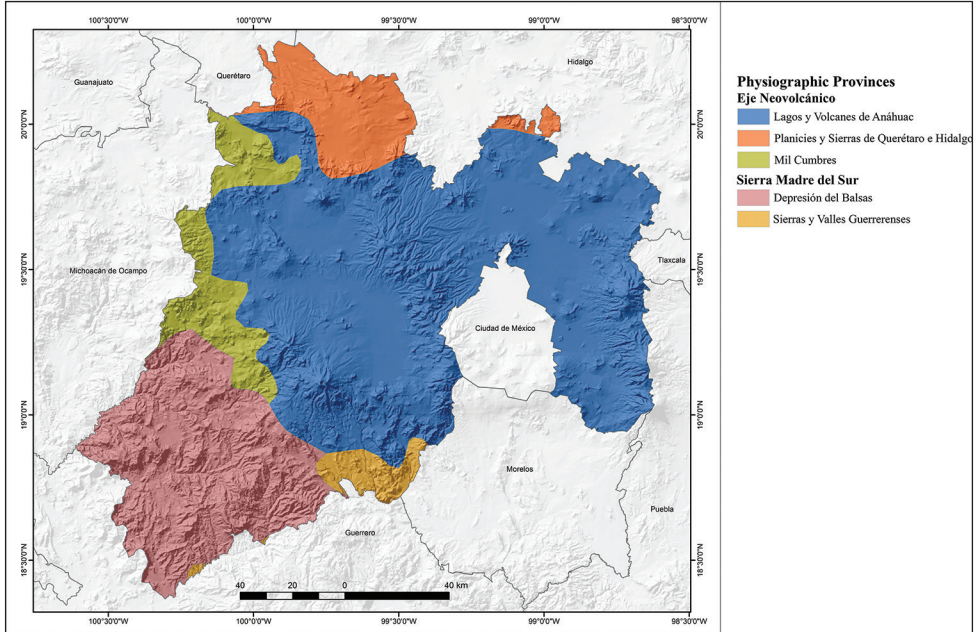 100°30'0"W
100°0'0"W
99°30'0"W
99°0'0"W
98°30'0"W
20°0'0"N
19°30'0"N
19°0'0"N
18°30'0"N
20°0'0"N
19°30'0"N
19°0'0"N
18°30'0"N
Guanajuato
Querétaro
Hidalgo
Michoacán de Ocampo
Tlaxcala
Ciudad de México
Morelos
Puebla
Guerrero
40
20
0
40 km
100°30'0"W
100°0'0"W
99°30'0"W
99°0'0"W
98°30'0"W
Physiographic Provinces
Eje Neovolcánico
Lagos y Volcanes de Anáhuac
Planicies y Sierras de Querétaro e Hidalgo
Mil Cumbres
Sierra Madre del Sur
Depresión del Balsas
Sierras y Valles Guerrerenses